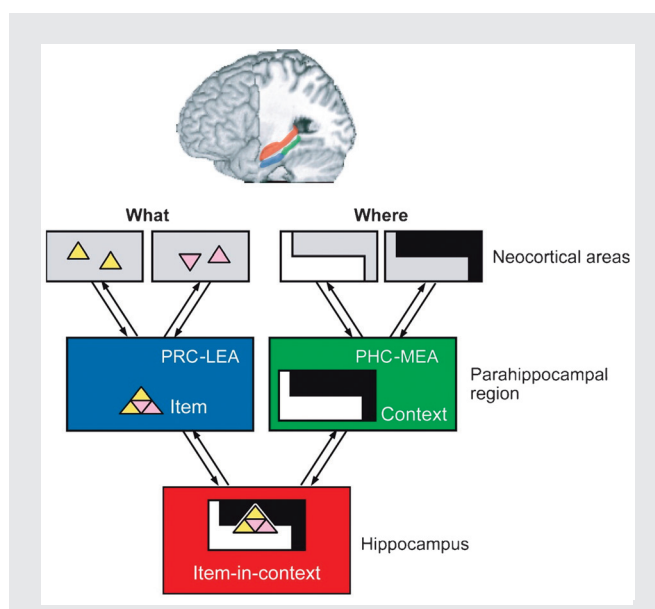 What
Where
Neocortical areas
PRC-LEA
Item
PHC-MEA
Context
Parahippocampal
region
Hippocampus
Item-in-context